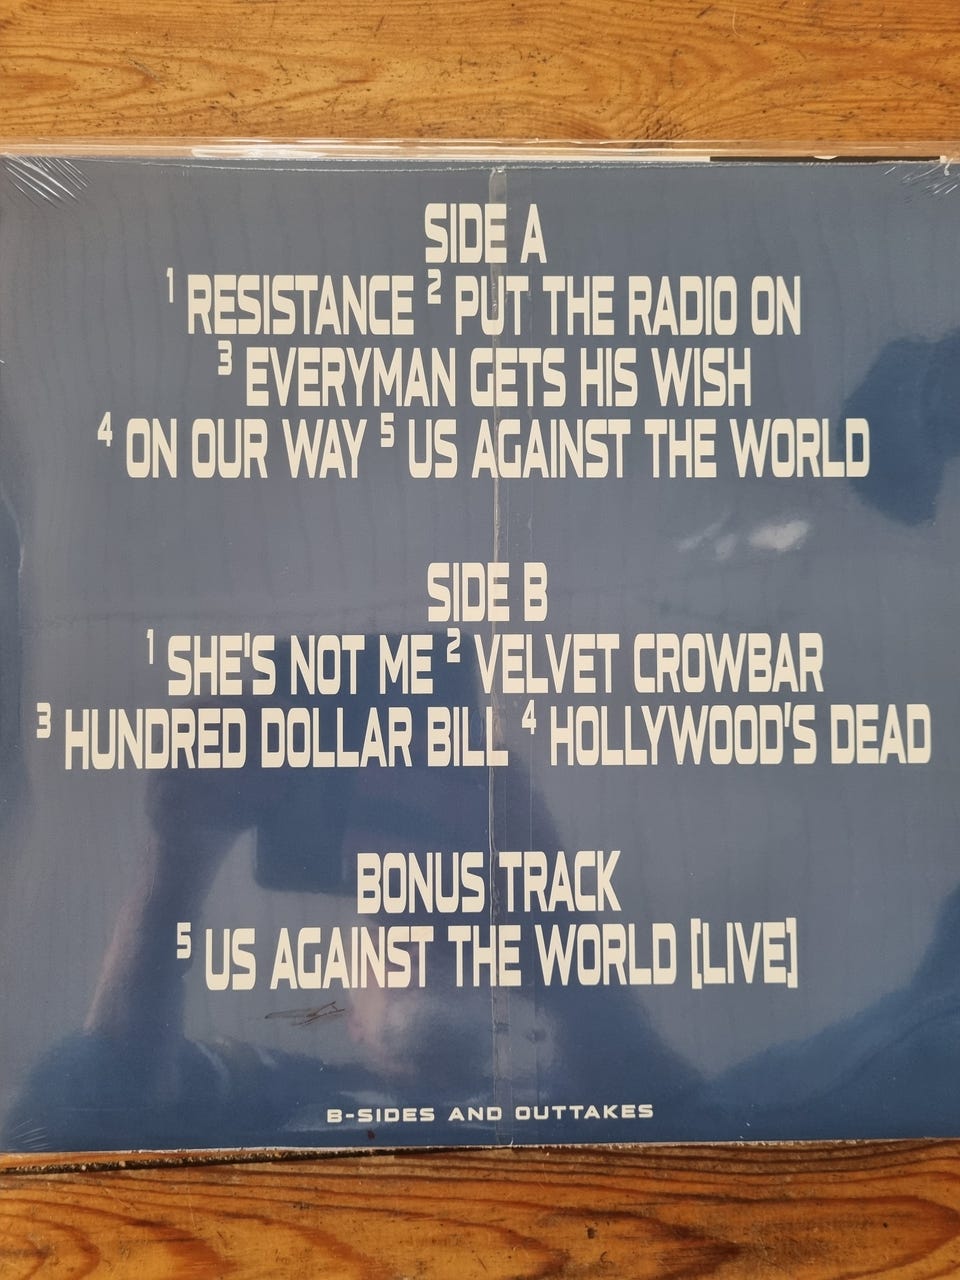 SIDE A
1 RESISTANCE 2 PUT THE RADIO ON
3 EVERYMAN GETS HIS WISH
4 ON OUR WAY 5 US AGAINST THE WORLD
SIDE B
1 SHE'S NOT ME 2 VELVET CROWBAR
3 HUNDRED DOLLAR BILL 4 HOLLYWOOD'S DEAD
BONUS TRACK
5 US AGAINST THE WORLD [LIVE]
B-SIDES AND OUTTAKES